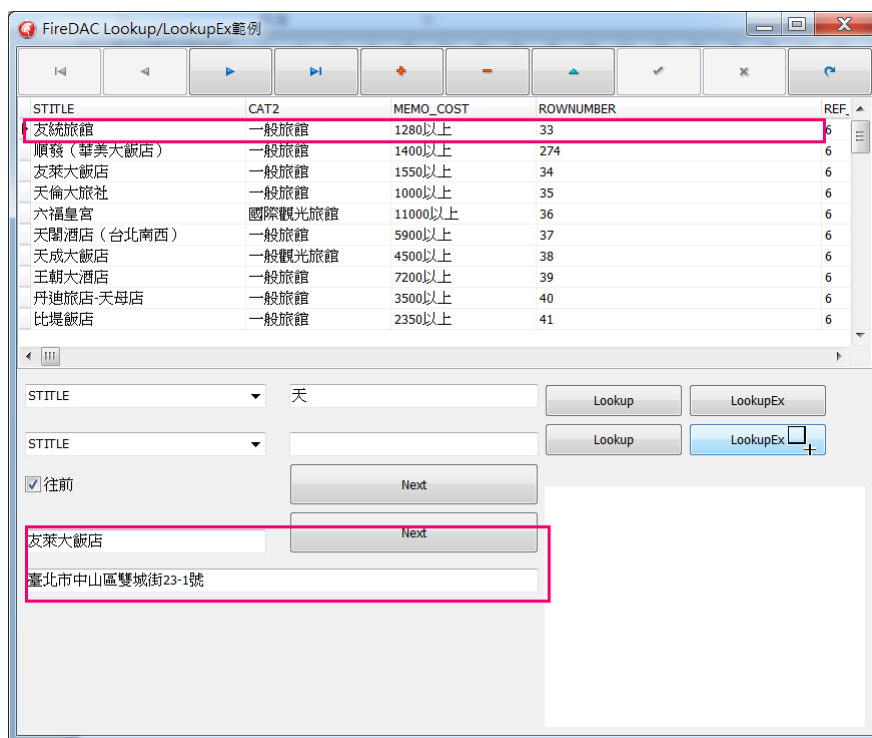 FireDAC Lookup/LookupEx範例
STITLE CAT2 MEMO_COST ROWNUMBER REF_
友統旅館 一般旅館 1280以上 33 6
順發（華美大飯店） 一般旅館 1400以上 274 6
友萊大飯店 一般旅館 1550以上 34 6
天倫大旅社 一般旅館 1000以上 35 6
六福皇宮 國際觀光旅館 11000以上 36 6
天閣酒店（台北南西） 一般旅館 5900以上 37 6
天成大飯店 一般觀光旅館 4500以上 38 6
王朝大酒店 一般旅館 7200以上 39 6
丹迪旅店-天母店 一般旅館 3500以上 40 6
比堤飯店 一般旅館 2350以上 41 6
STITLE 天 Lookup LookupEx
STITLE Lookup LookupEx
往前 Next
友萊大飯店 Next
臺北市中山區雙城街23-1號